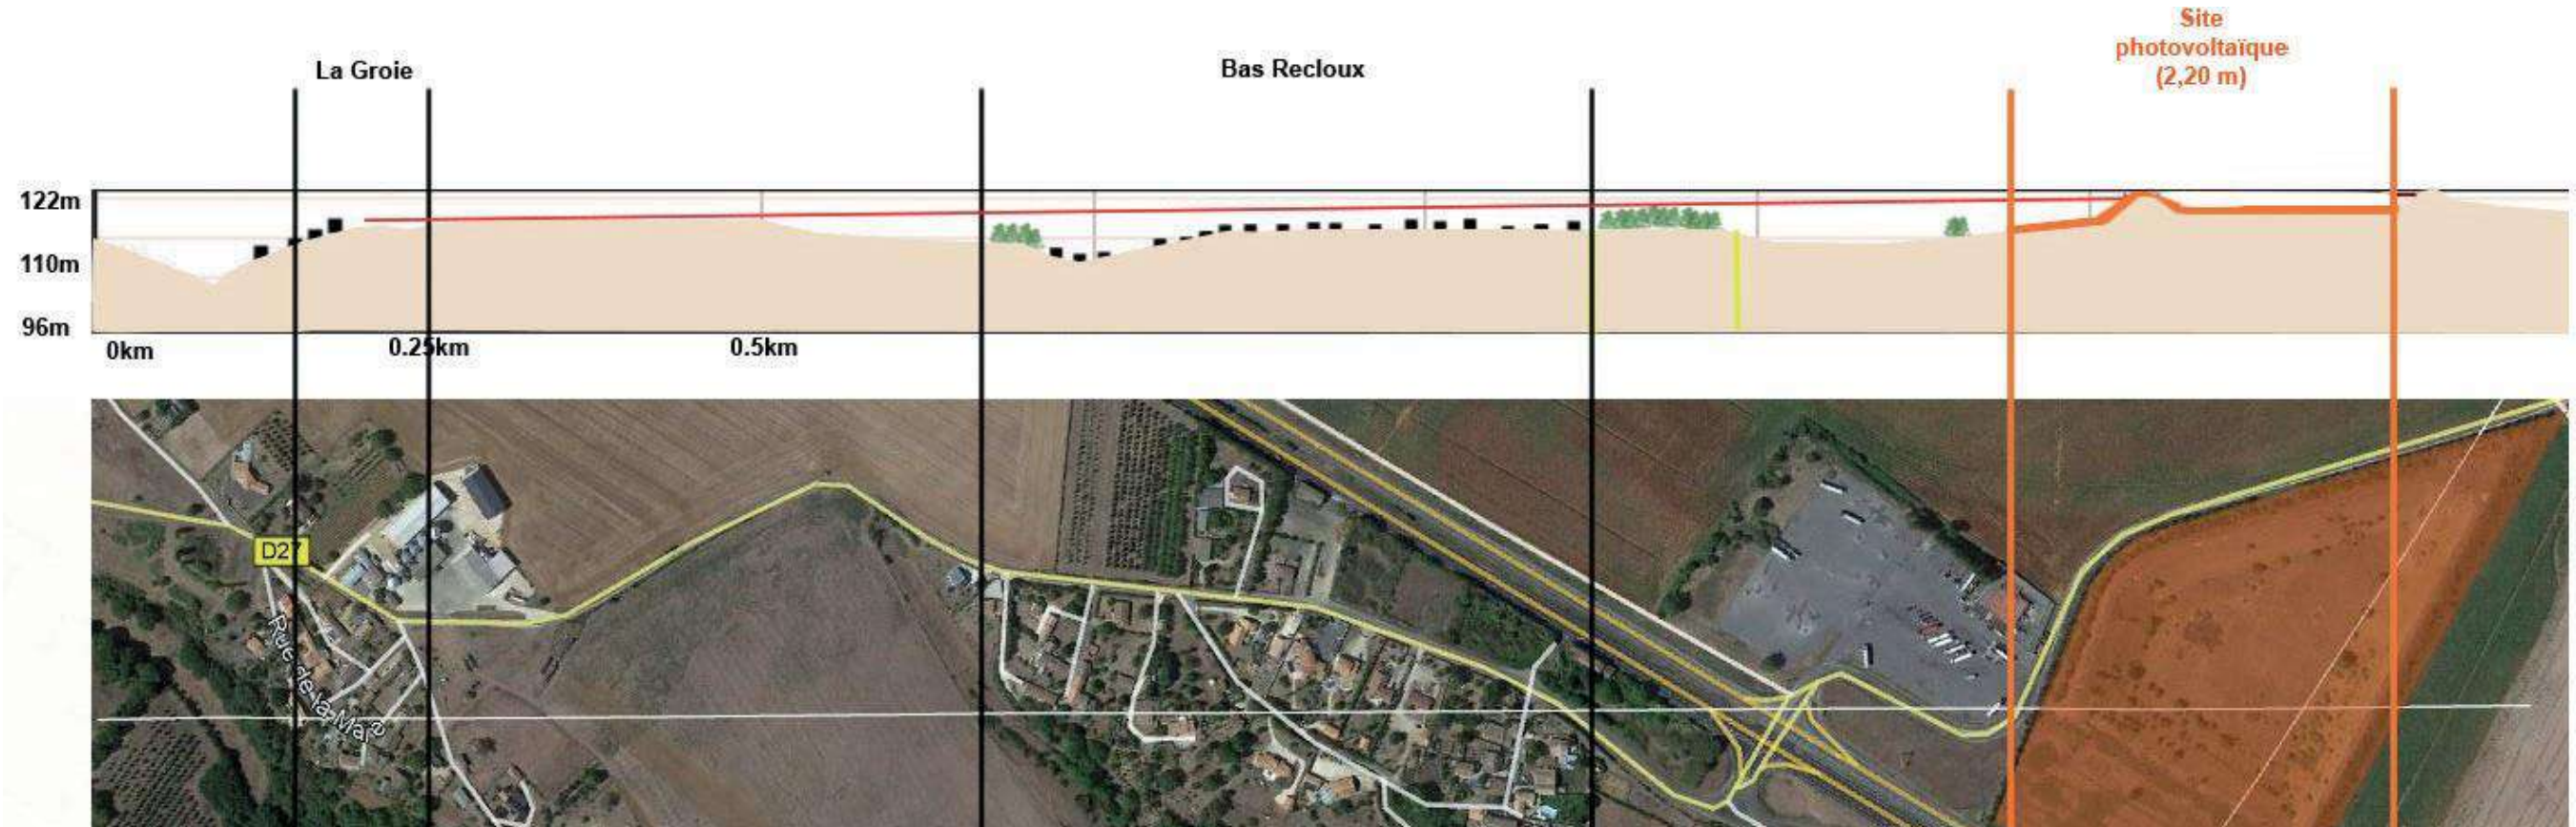 Site
photovoltaïque
(2,20 m)
La Groie
Bas Recloux
122m
110m
96m
0km
0.25km
0.5km
D27
Rue de la Mare